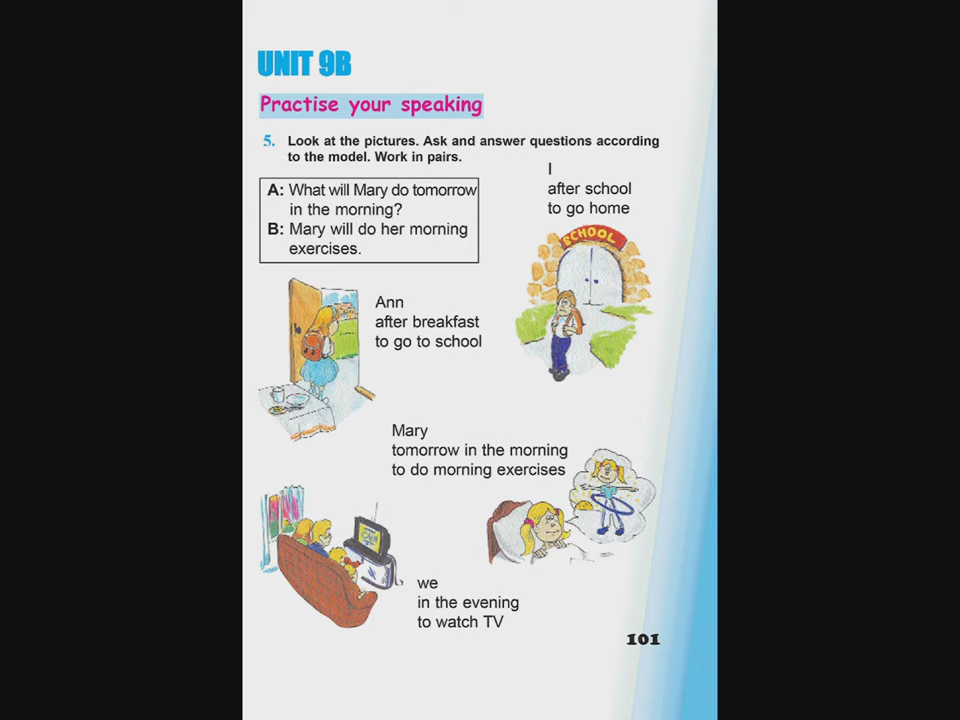 UNIT 9B
Practise your speaking
5. Look at the pictures. Ask and answer questions according
to the model. Work in pairs.
A: What will Mary do tomorrow
in the morning?
B: Mary will do her morning
exercises.
I
after school
to go home
SCHOOL
Ann
after breakfast
to go to school
Mary
tomorrow in the morning
to do morning exercises
we
in the evening
to watch TV
101